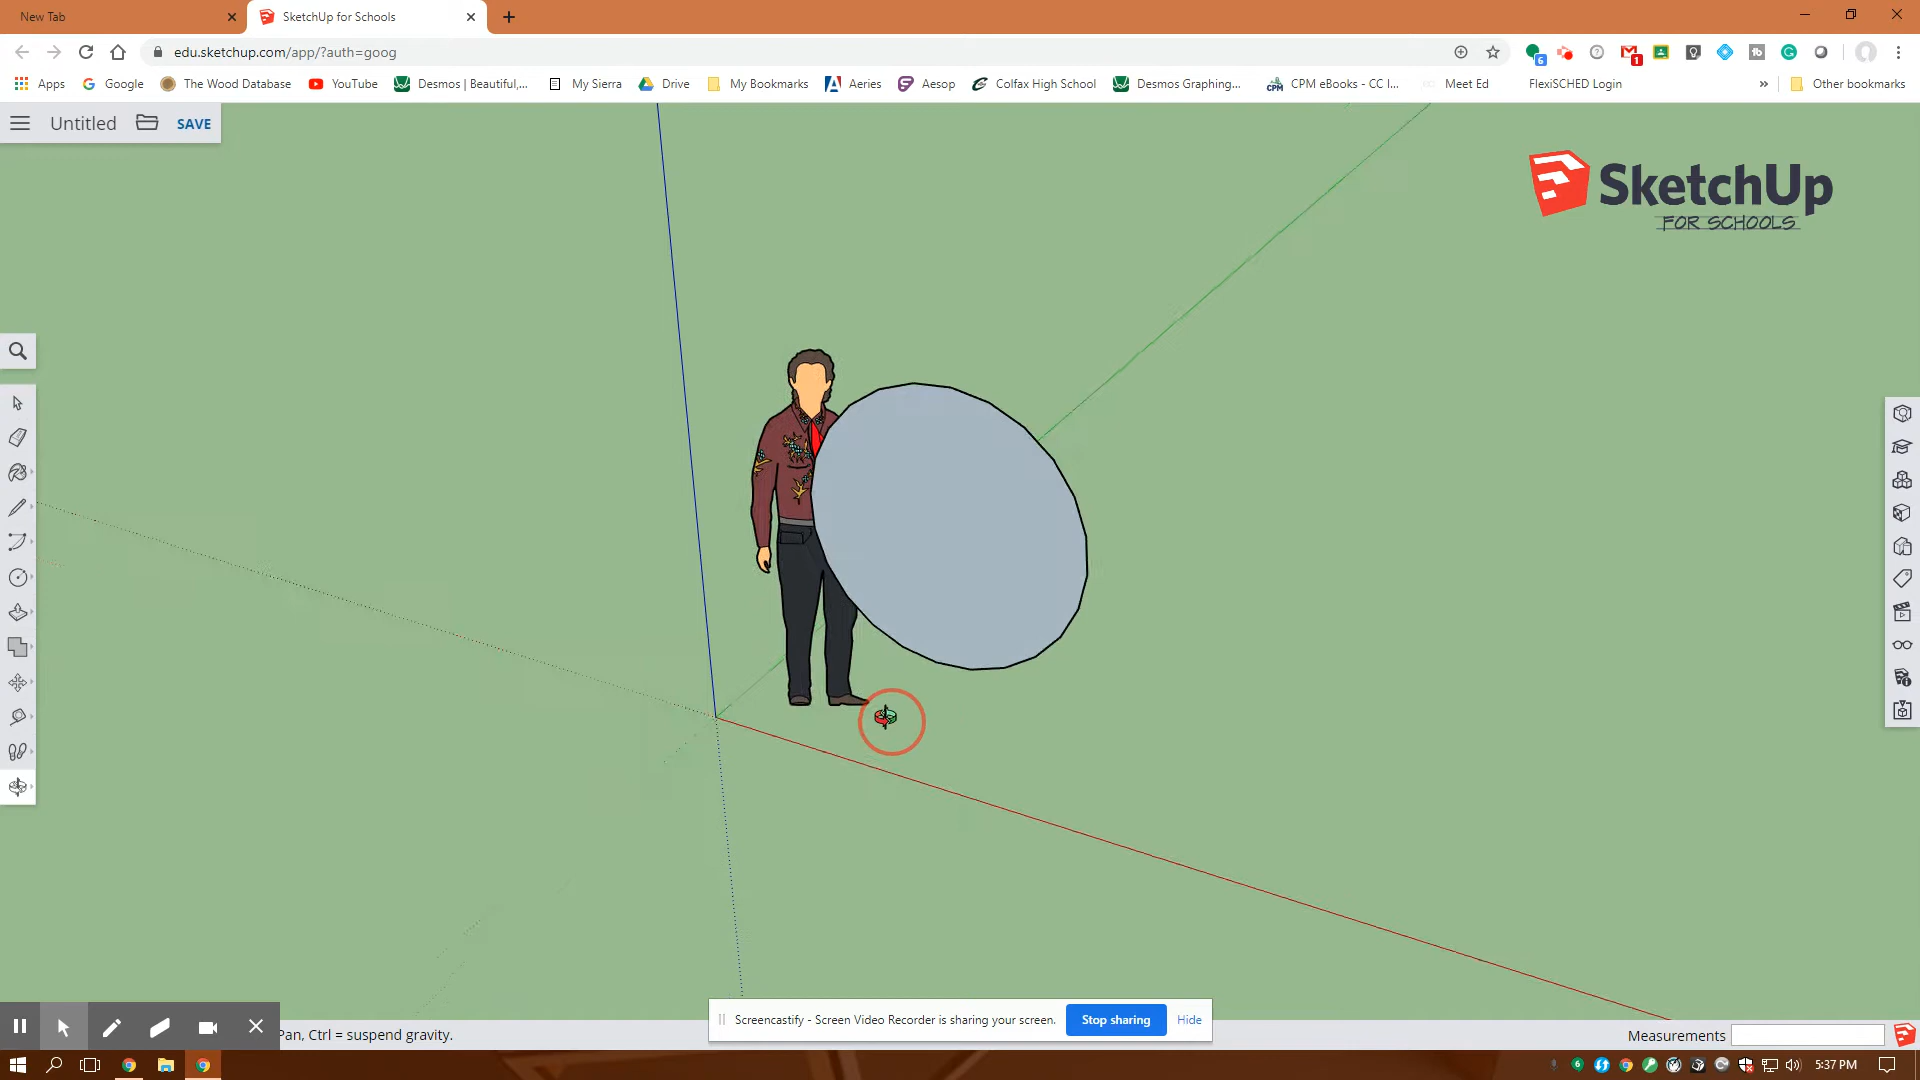 New Tab
SketchUp for Schools
edu.sketchup.com/app/?auth=goog
6
1
Apps
Google
The Wood Database
YouTube
Desmos | Beautiful,...
My Sierra
Drive
My Bookmarks
Aeries
Aesop
Colfax High School
Desmos Graphing...
CPM
CPM eBooks - CC I...
Meet Ed
FlexiSCHED Login
»
Other bookmarks
Untitled
SAVE
SketchUp
FOR SCHOOLS
Pan, Ctrl = suspend gravity.
Screencastify - Screen Video Recorder is sharing your screen.
Stop sharing
Hide
Measurements
5:37 PM